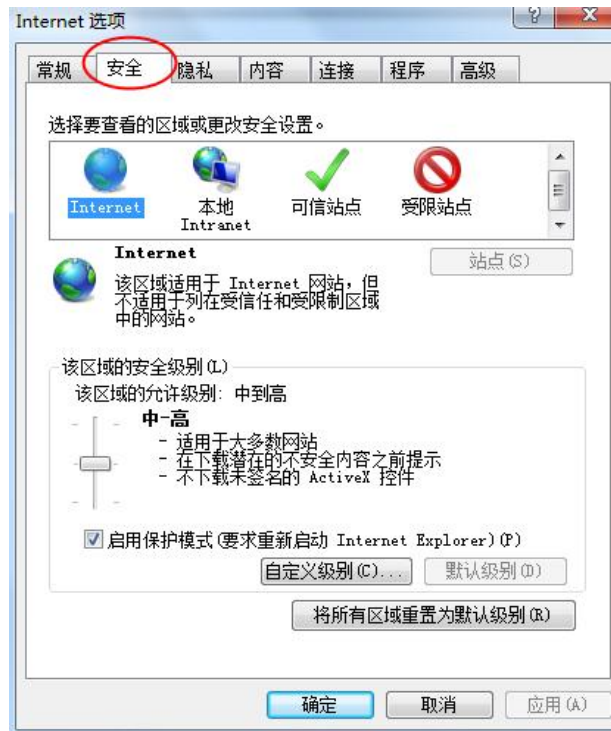 Internet 选项
常规 安全 隐私 内容 连接 程序 高级
选择要查看的区域或更改安全设置。
Internet 本地 Intranet 可信站点 受限站点
Internet
站点(S)
该区域适用于 Internet 网站，但
不适用于列在受信任和受限制区域
中的网站。
该区域的安全级别(L)
该区域的允许级别: 中到高
中-高
- 适用于大多数网站
- 在下载潜在的不安全内容之前提示
- 不下载未签名的 ActiveX 控件
启用保护模式(要求重新启动 Internet Explorer)(P)
自定义级别(C)... 默认级别(D)
将所有区域重置为默认级别(R)
确定 取消 应用(A)